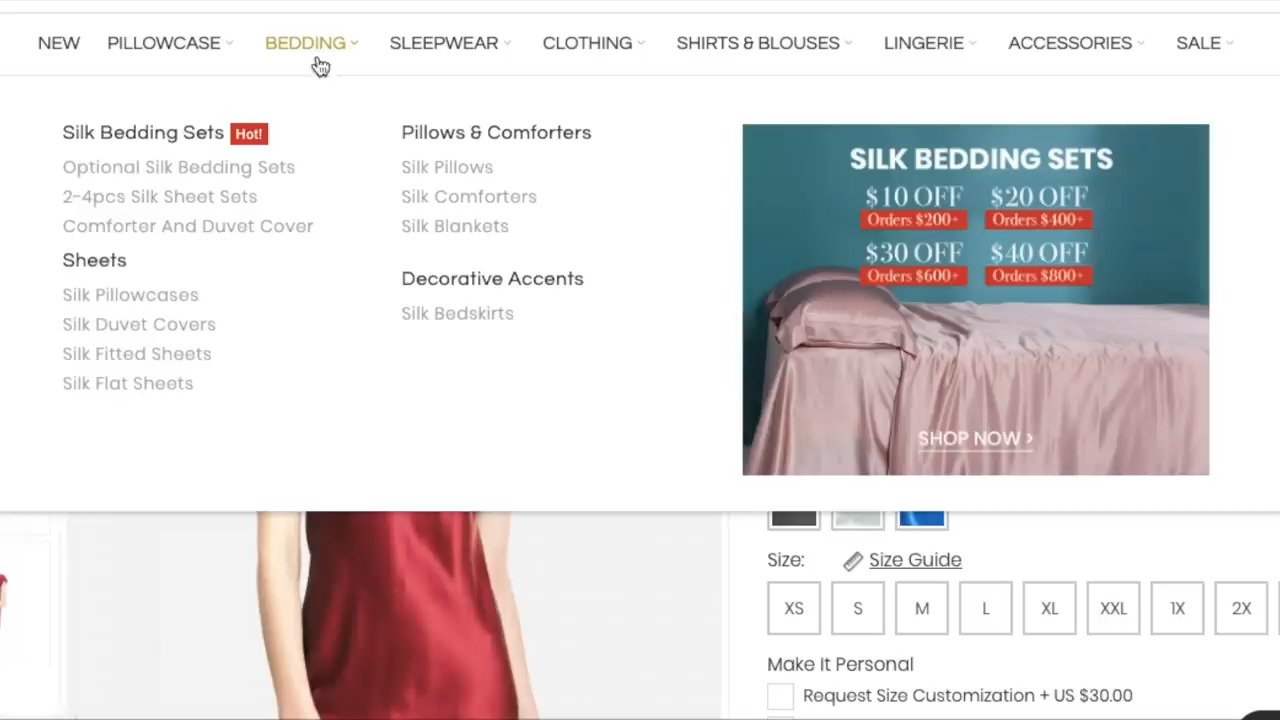 NEW PILLOWCASE BEDDING SLEEPWEAR CLOTHING SHIRTS & BLOUSES LINGERIE ACCESSORIES SALE
Silk Bedding Sets Hot!
Optional Silk Bedding Sets
2-4pcs Silk Sheet Sets
Comforter And Duvet Cover
Sheets
Silk Pillowcases
Silk Duvet Covers
Silk Fitted Sheets
Silk Flat Sheets
Pillows & Comforters
Silk Pillows
Silk Comforters
Silk Blankets
Decorative Accents
Silk Bedskirts
SILK BEDDING SETS
$10 OFF $20 OFF
Orders $200+ Orders $400+
$30 OFF $40 OFF
Orders $600+ Orders $800+
SHOP NOW >
Size: Size Guide
XS S M L XL XXL 1X 2X
Make It Personal
Request Size Customization + US $30.00